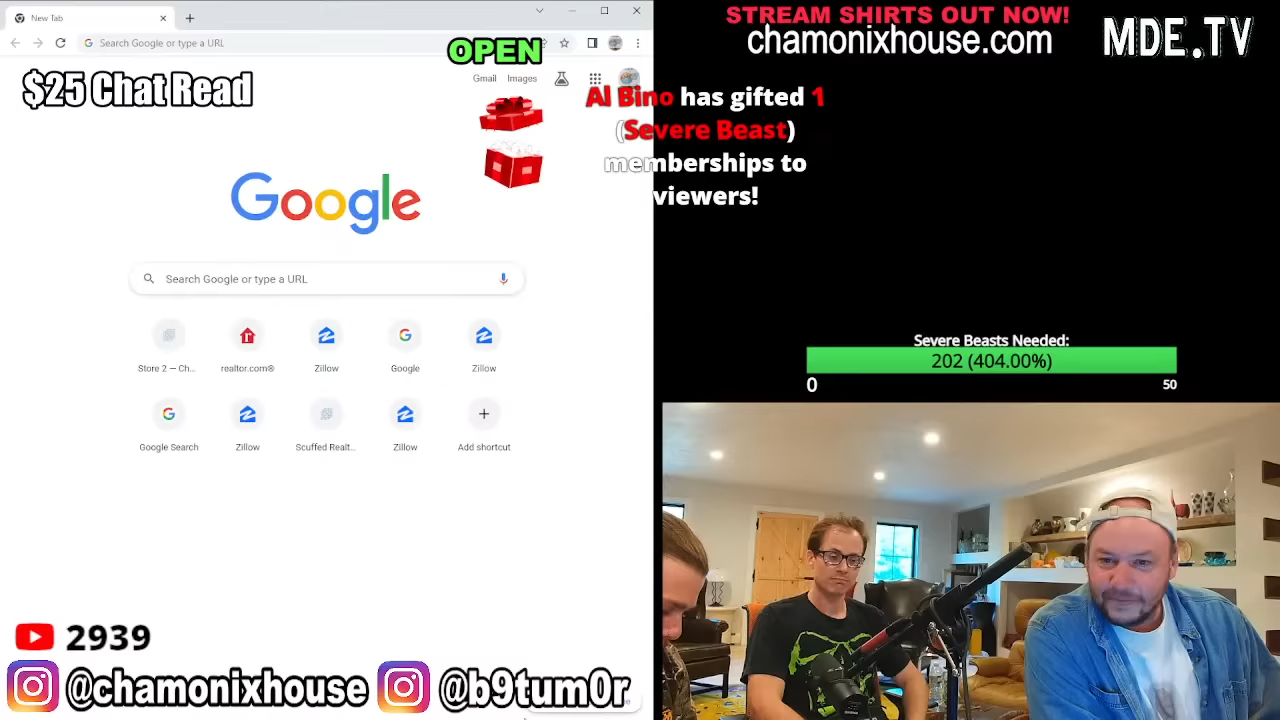 New Tab
Search Google or type a URL
OPEN
$25 Chat Read
Gmail
Images
Google
Search Google or type a URL
Store 2 — Ch...
realtor.com®
Zillow
Google
Zillow
Google Search
Zillow
Scuffed Realt...
Zillow
Add shortcut
2939
@chamonixhouse
@b9tum0r
STREAM SHIRTS OUT NOW!
chamonixhouse.com
MDE.TV
Al Bino has gifted 1
(Severe Beast)
memberships to
viewers!
Severe Beasts Needed:
202 (404.00%)
0
50